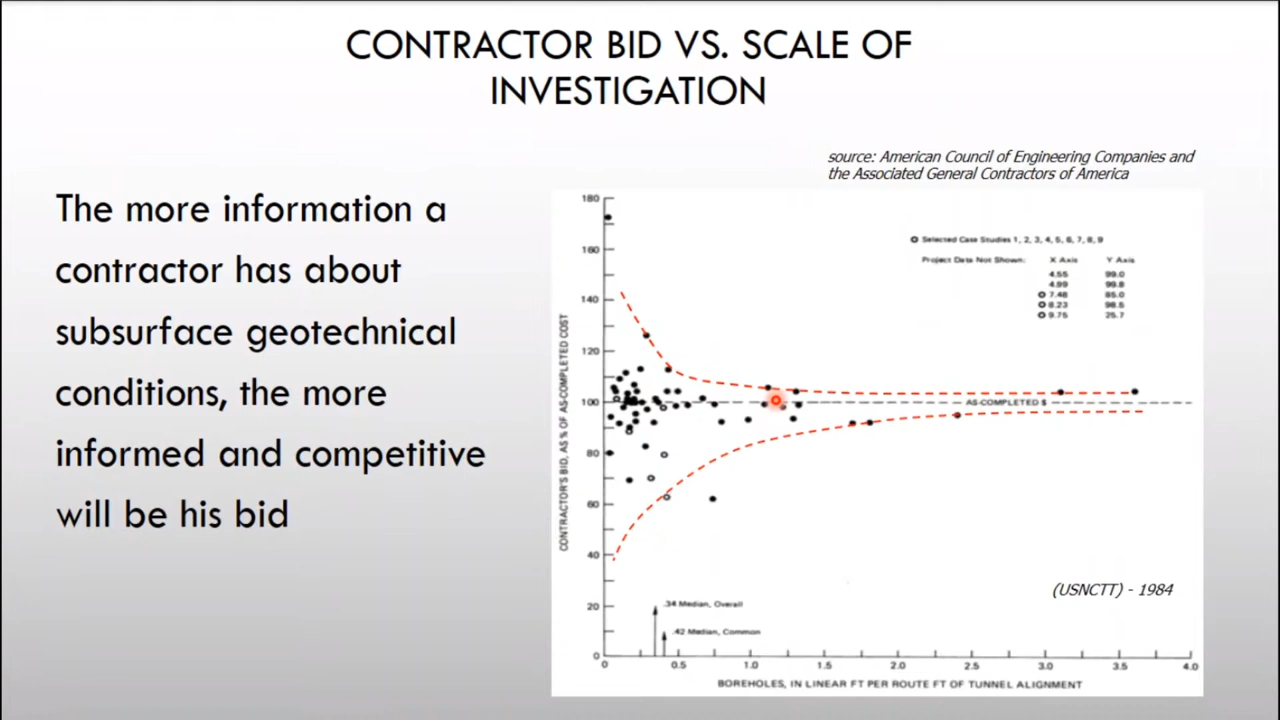 CONTRACTOR BID VS. SCALE OF
INVESTIGATION
source: American Council of Engineering Companies and
the Associated General Contractors of America
The more information a
contractor has about
subsurface geotechnical
conditions, the more
informed and competitive
will be his bid
180
160
140
120
100
80
60
40
20
0
CONTRACTOR'S BID, AS % OF AS-COMPLETED COST
Selected Case Studies 1, 2, 3, 4, 5, 6, 7, 8, 9
Project Data Not Shown: X Axis Y Axis
4.55 99.0
4.99 99.8
7.48 85.0
8.23 98.5
9.75 25.7
AS-COMPLETED $
(USNCTT) - 1984
.34 Median, Overall
.42 Median, Common
0 0.5 1.0 1.5 2.0 2.5 3.0 3.5 4.0
BOREHOLES, IN LINEAR FT PER ROUTE FT OF TUNNEL ALIGNMENT